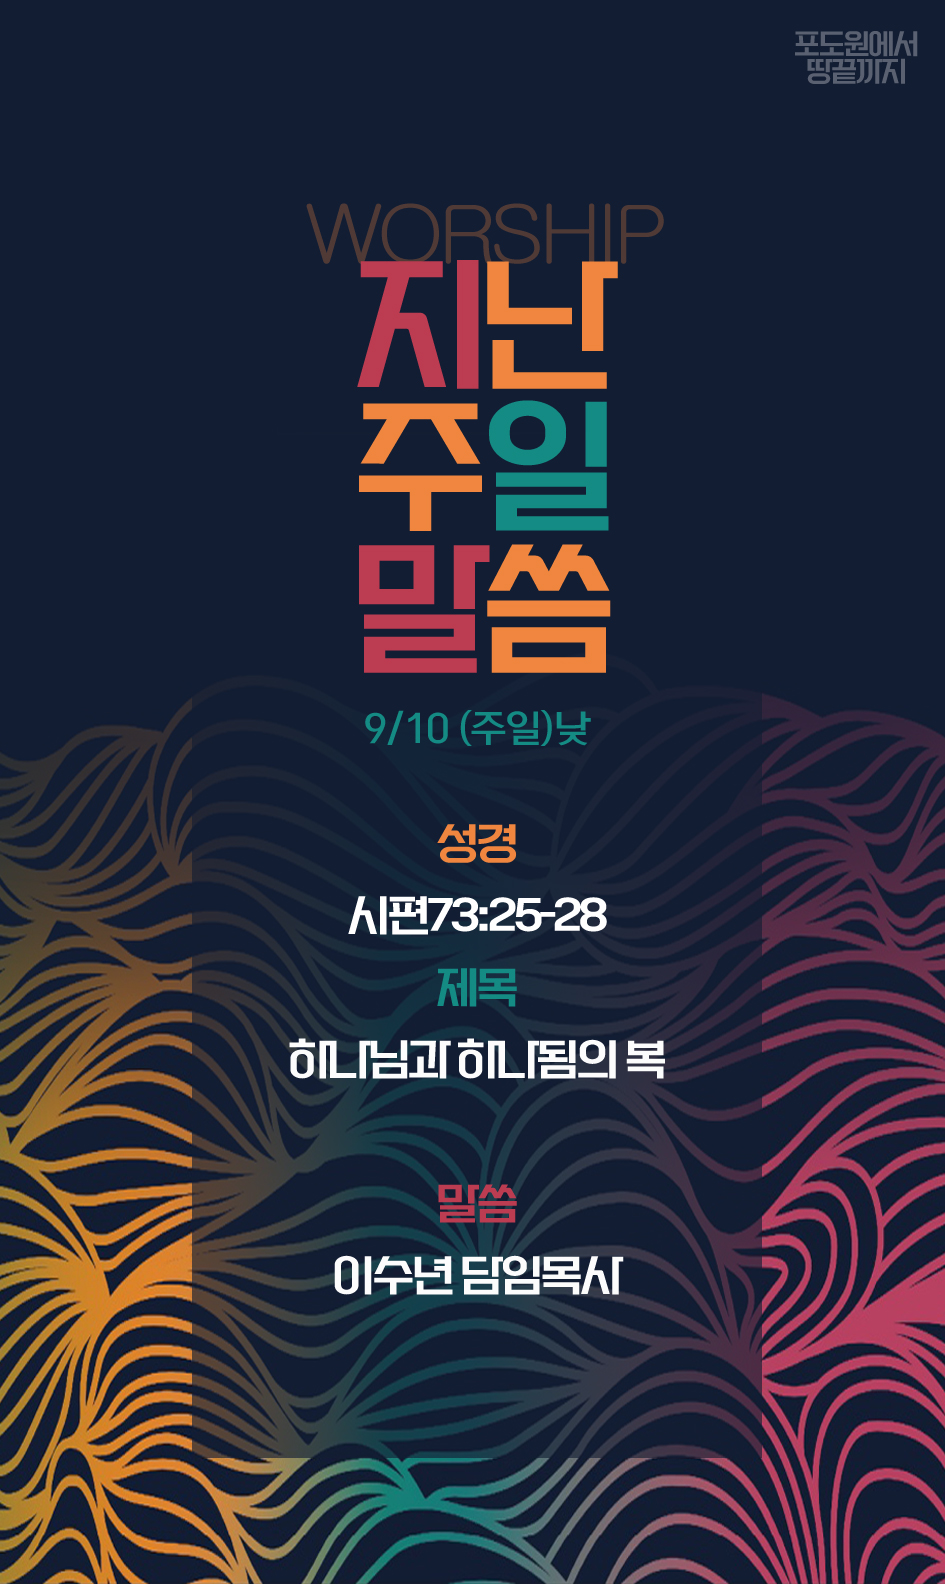 포도원에서
땅끝까지
WORSHIP
지난
주일
말씀
9/10 (주일)낮
성경
시편73:25-28
제목
하나님과 하나됨의 복
말씀
이수년 담임목사